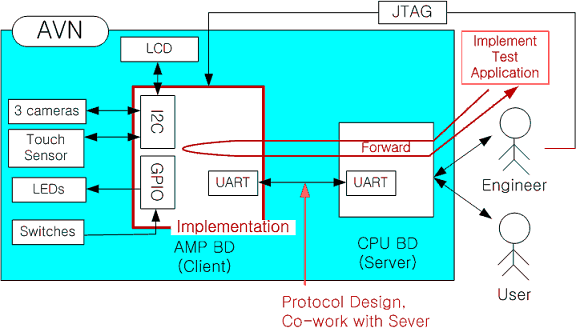 AVN
JTAG
LCD
Implement
Test
Application
3 cameras
I2C
Touch
Sensor
Forward
GPIO
LEDs
UART
UART
Engineer
Switches
Implementation
AMP BD
(Client)
CPU BD
(Server)
User
Protocol Design,
Co-work with Sever